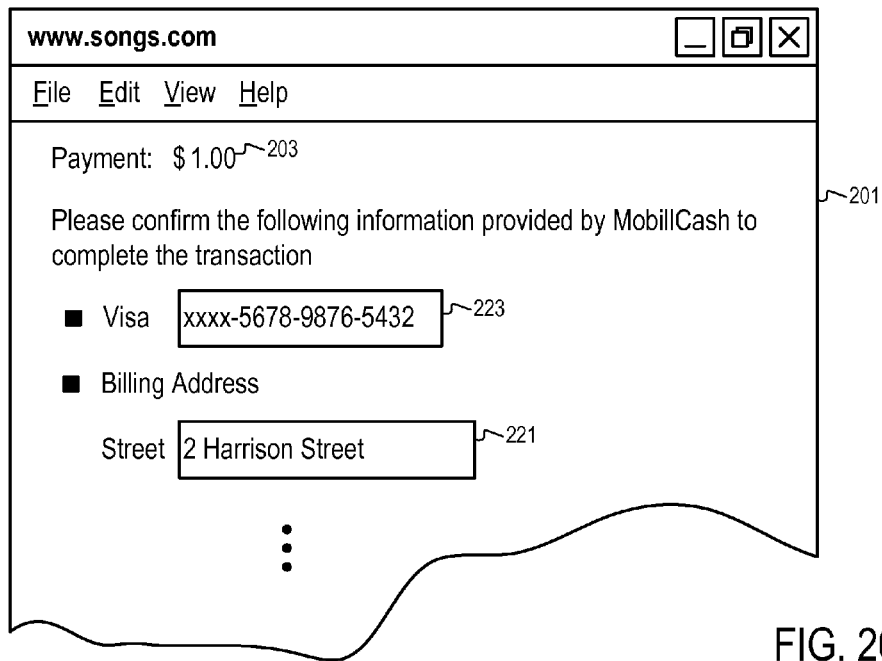 www.songs.com
File Edit View Help
Payment: $1.00 203
201
Please confirm the following information provided by MobillCash to
complete the transaction
Visa xxxx-5678-9876-5432 223
Billing Address
Street 2 Harrison Street 221
FIG.